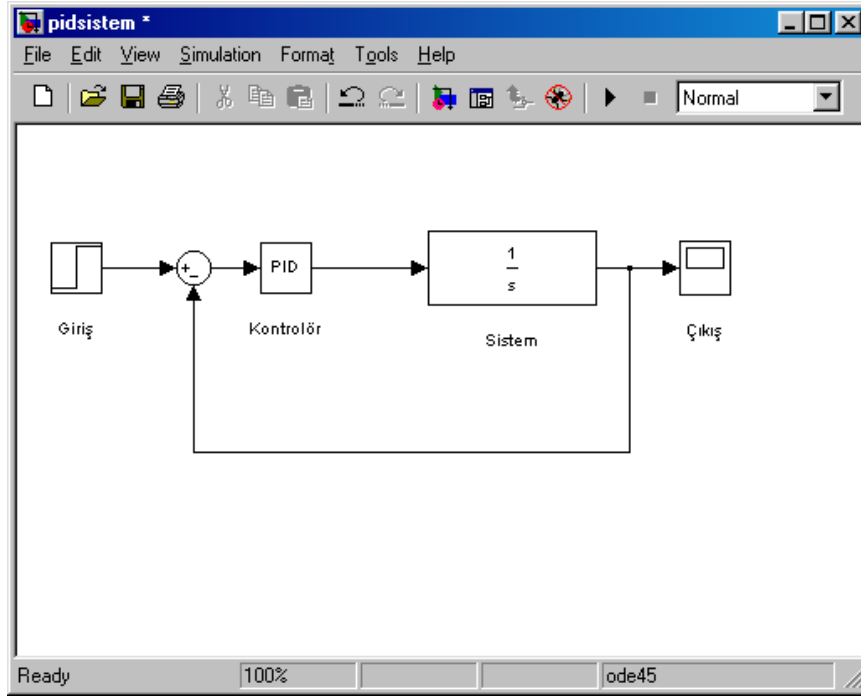 pidsistem *
File Edit View Simulation Format Tools Help
Normal
+
-
PID
1
s
Giriş
Kontrolör
Sistem
Çıkış
Ready 100% ode45